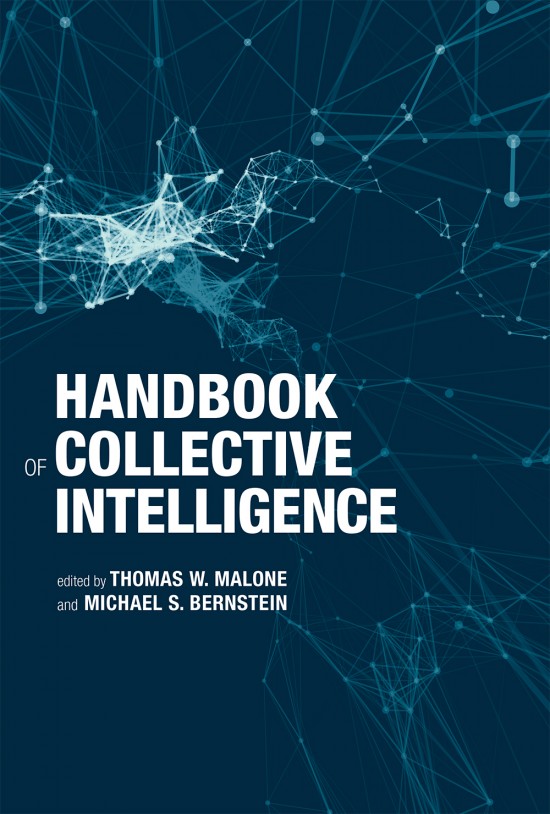 HANDBOOK
OF COLLECTIVE
INTELLIGENCE
edited by THOMAS W. MALONE
and MICHAEL S. BERNSTEIN